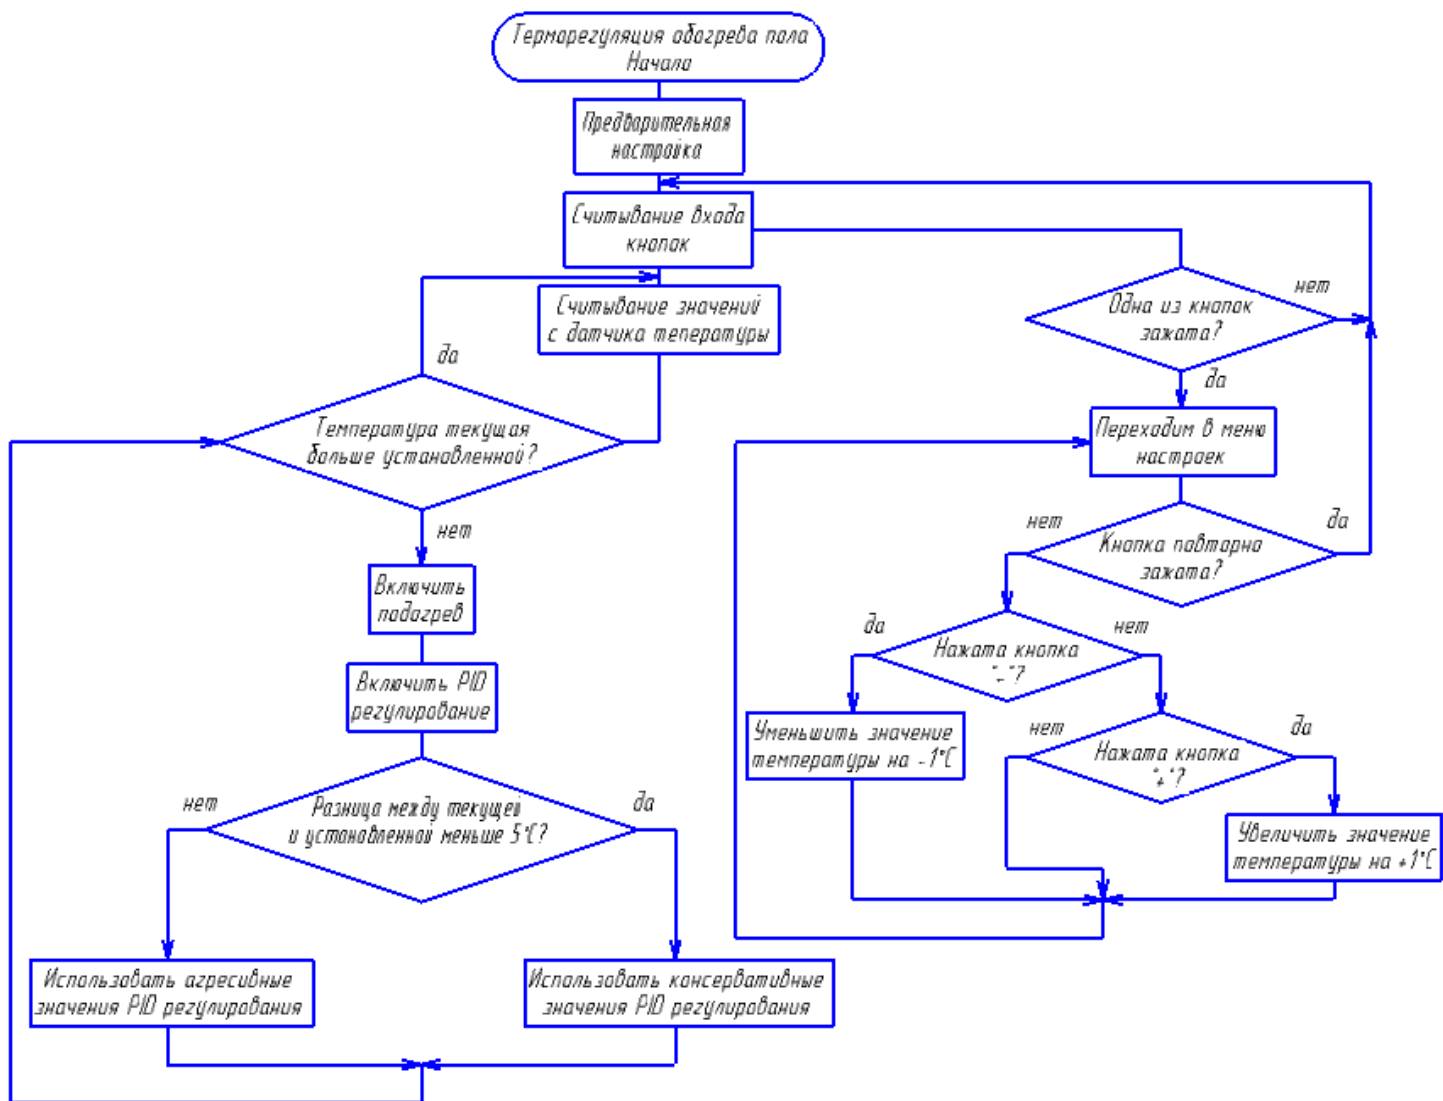 Терморегуляция обогрева пола
Начало
Предварительная
настройка
Считывание входа
кнопок
Считывание значений
с датчика тепературы
да
Температура текущая
больше установленной?
нет
Включить
подогрев
Включить PID
регулирование
нет
да
Разница между текущей
и установленной меньше 5°С?
Использовать агресивные
значения PID регулирования
Использовать консервативные
значения PID регулирования
Одна из кнопок
зажата?
нет
да
Переходим в меню
настроек
нет
да
Кнопка повторно
зажата?
да
нет
Нажата кнопка
"-"?
Уменьшить значение
температуры на -1°С
нет
да
Нажата кнопка
"+"?
Увеличить значение
температуры на +1°С